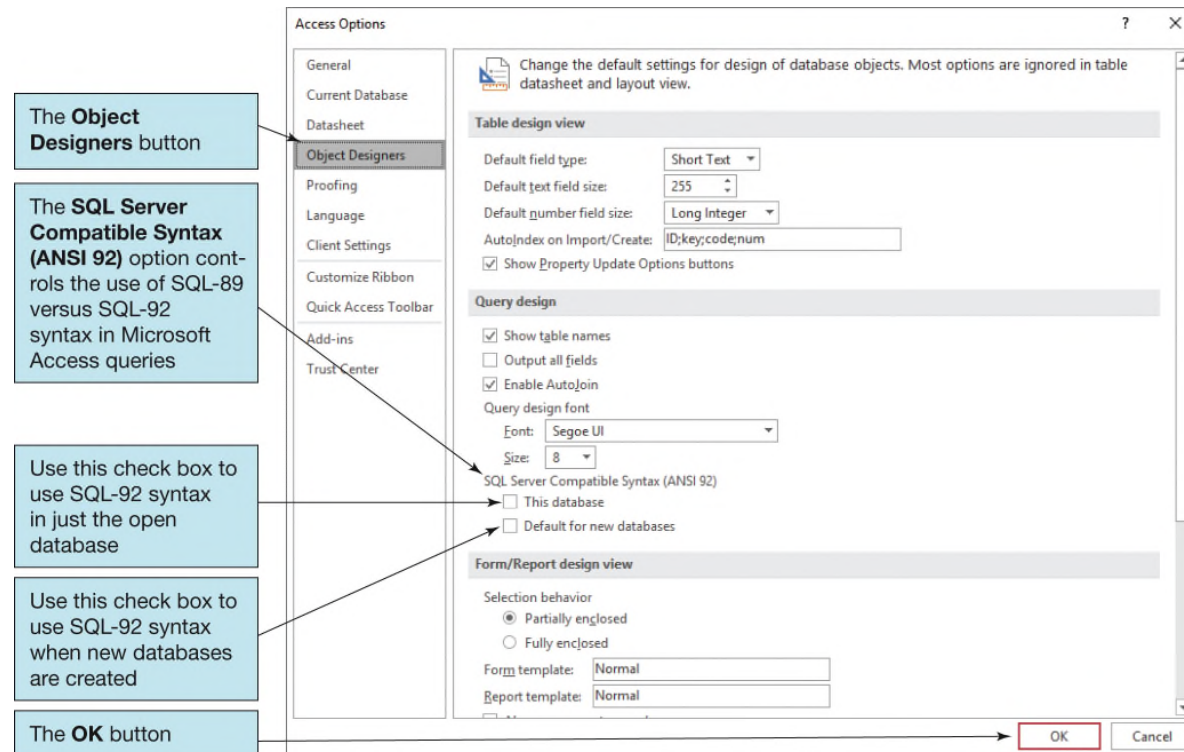 Access Options
?
General
Current Database
Datasheet
Object Designers
Proofing
Language
Client Settings
Customize Ribbon
Quick Access Toolbar
Add-ins
Trust Center
Change the default settings for design of database objects. Most options are ignored in table
datasheet and layout view.
Table design view
Default field type:
Short Text
Default text field size:
255
Default number field size:
Long Integer
AutoIndex on Import/Create:
ID;key;code;num
Show Property Update Options buttons
Query design
Show table names
Output all fields
Enable AutoJoin
Query design font
Font:
Segoe UI
Size:
8
SQL Server Compatible Syntax (ANSI 92)
This database
Default for new databases
Form/Report design view
Selection behavior
Partially enclosed
Fully enclosed
Form template:
Normal
Report template:
Normal
OK
Cancel
The Object
Designers button
The SQL Server
Compatible Syntax
(ANSI 92) option cont-
rols the use of SQL-89
versus SQL-92
syntax in Microsoft
Access queries
Use this check box to
use SQL-92 syntax
in just the open
database
Use this check box to
use SQL-92 syntax
when new databases
are created
The OK button